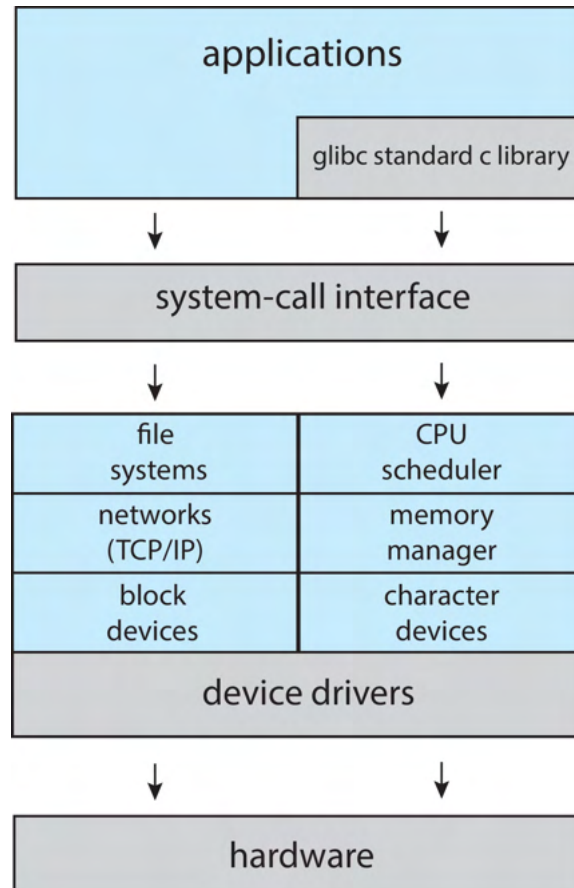 applications
glibc standard c library
system-call interface
file
systems
CPU
scheduler
networks
(TCP/IP)
memory
manager
block
devices
character
devices
device drivers
hardware